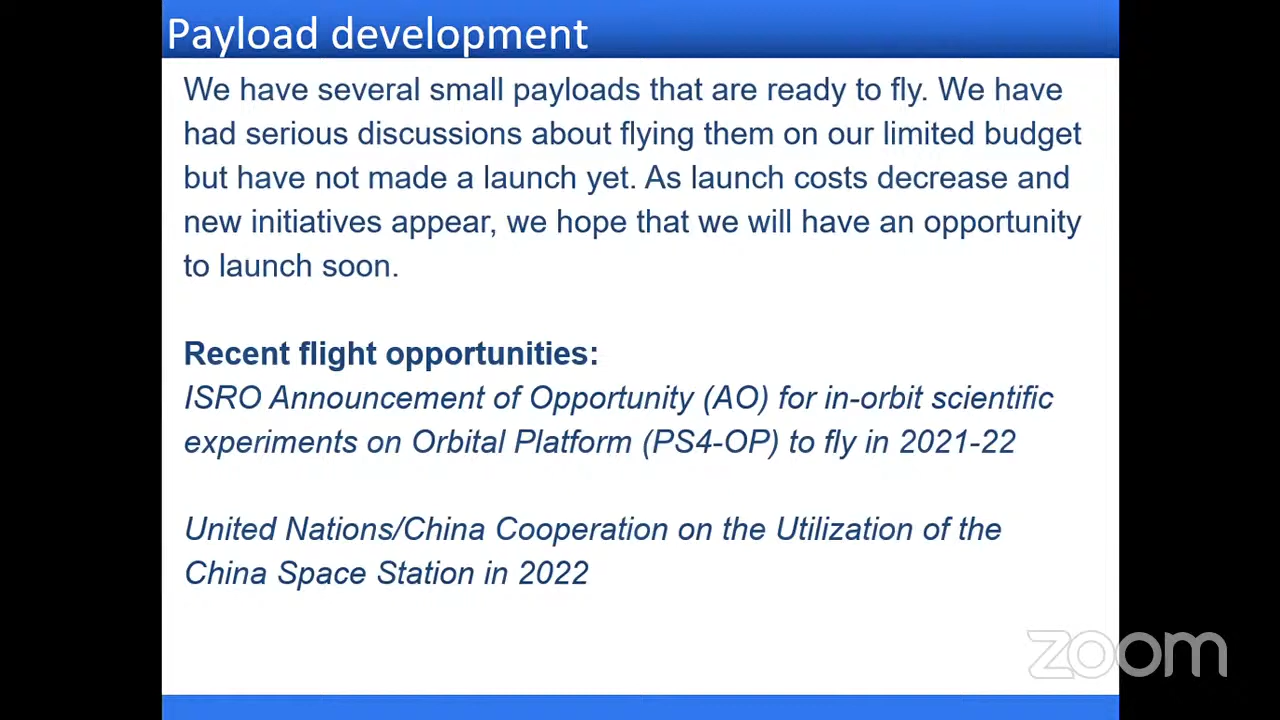 Payload development
We have several small payloads that are ready to fly. We have
had serious discussions about flying them on our limited budget
but have not made a launch yet. As launch costs decrease and
new initiatives appear, we hope that we will have an opportunity
to launch soon.
Recent flight opportunities:
ISRO Announcement of Opportunity (AO) for in-orbit scientific
experiments on Orbital Platform (PS4-OP) to fly in 2021-22
United Nations/China Cooperation on the Utilization of the
China Space Station in 2022
zoom